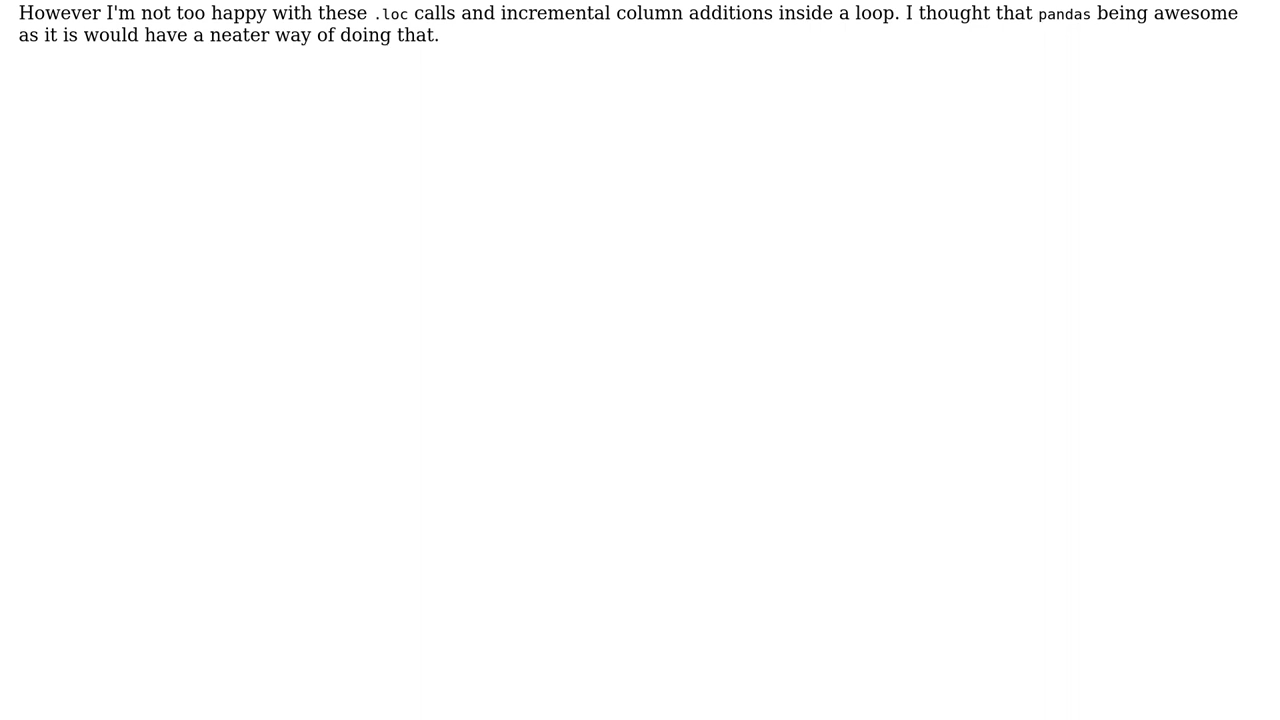 However I'm not too happy with these .loc calls and incremental column additions inside a loop. I thought that pandas being awesome
as it is would have a neater way of doing that.